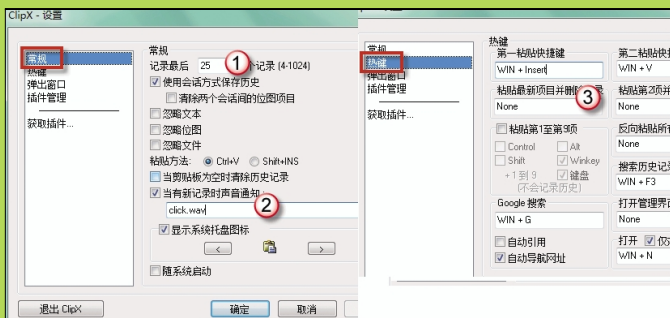 ClipX - 设置
常规
热键
弹出窗口
插件管理
获取插件...
常规
记录最后 25 个记录 (4-1024)
1
使用会话方式保存历史
清除两个会话间的位图项目
忽略文本
忽略位图
忽略文件
粘贴方法: Ctrl+V Shift+INS
当剪贴板为空时清除历史记录
当有新记录时声音通知:
click.wav
2
显示系统托盘图标
< >
随系统启动
退出 ClipX
确定
取消
常规
热键
弹出窗口
插件管理
获取插件...
热键
第一粘贴快捷键
WIN + Insert
第二粘贴快
WIN + V
粘贴最新项目并删除
None
3
粘贴第2项并
None
粘贴第1至第9项
Control Alt
Shift Winkey
+ 1 到 9 键盘
(不会记录历史)
反向粘贴所
None
搜索历史记
WIN + F3
Google 搜索
WIN + G
打开管理界
None
自动引用
自动导航网址
打开 仅
WIN + N